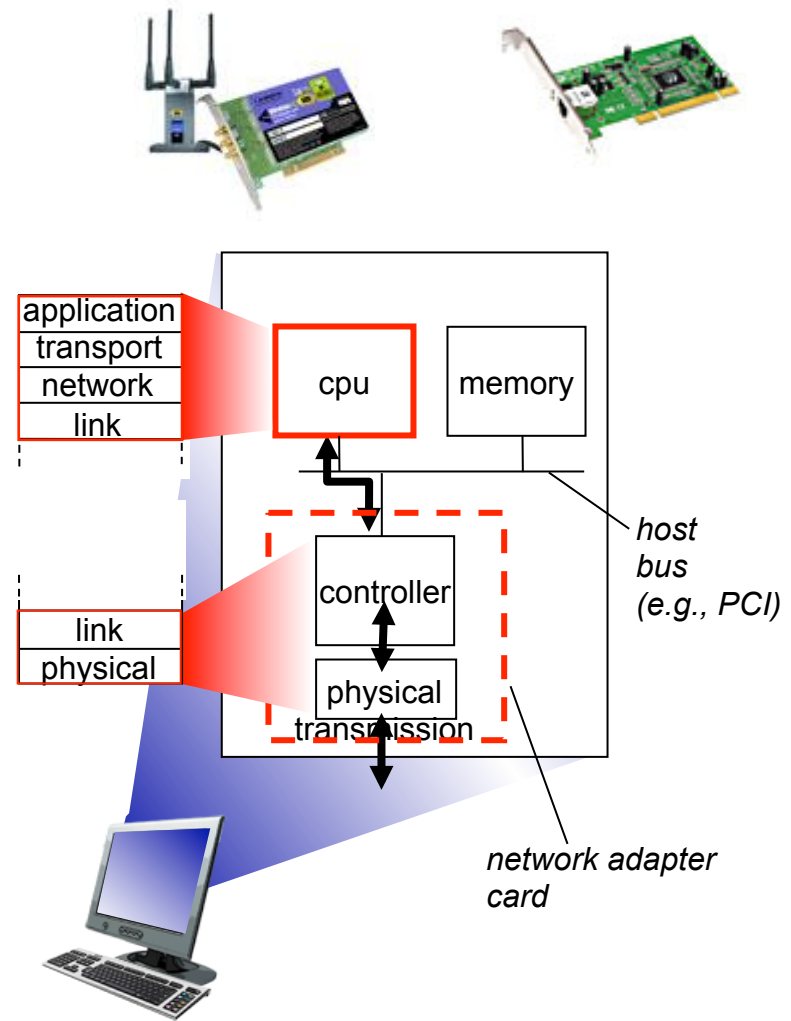 application
transport
network
link
cpu
memory
host
bus
(e.g., PCI)
controller
link
physical
physical
transmission
network adapter
card